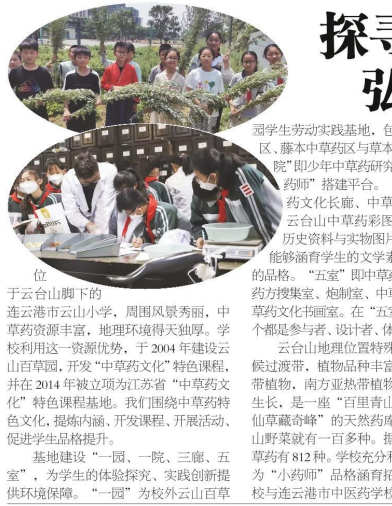 探寻
弘
位
于云台山脚下的
连云港市云山小学，周围风景秀丽，中
草药资源丰富，地理环境得天独厚。学
校利用这一资源优势，于 2004 年建设云
山百草园，开发“中草药文化”特色课程，
并在 2014 年被立项为江苏省“中草药文
化”特色课程基地。我们围绕中草药特
色文化，提炼内涵、开发课程、开展活动、
促进学生品格提升。
基地建设“一园、一院、三廊、五
室”，为学生的体验探究、实践创新提
供环境保障。“一园”为校外云山百草
园学生劳动实践基地，包
区、藤本中草药区与草本
院”即少年中草药研究
药师”搭建平台。
药文化长廊、中草
云台山中草药彩图
历史资料与实物图片
能够涵育学生的文学素
的品格。“五室”即中草药
药方搜集室、炮制室、中草
草药文化书画室。在“五室
个都是参与者、设计者、体
云台山地理位置特殊
候过渡带，植物品种丰富
带植物，南方亚热带植物
生长，是一座“百里青山
仙草藏奇峰”的天然药库
山野菜就有一百多种。据
草药有 812 种。学校充分利
为“小药师”品格涵育拓
校与连云港市中医药学校